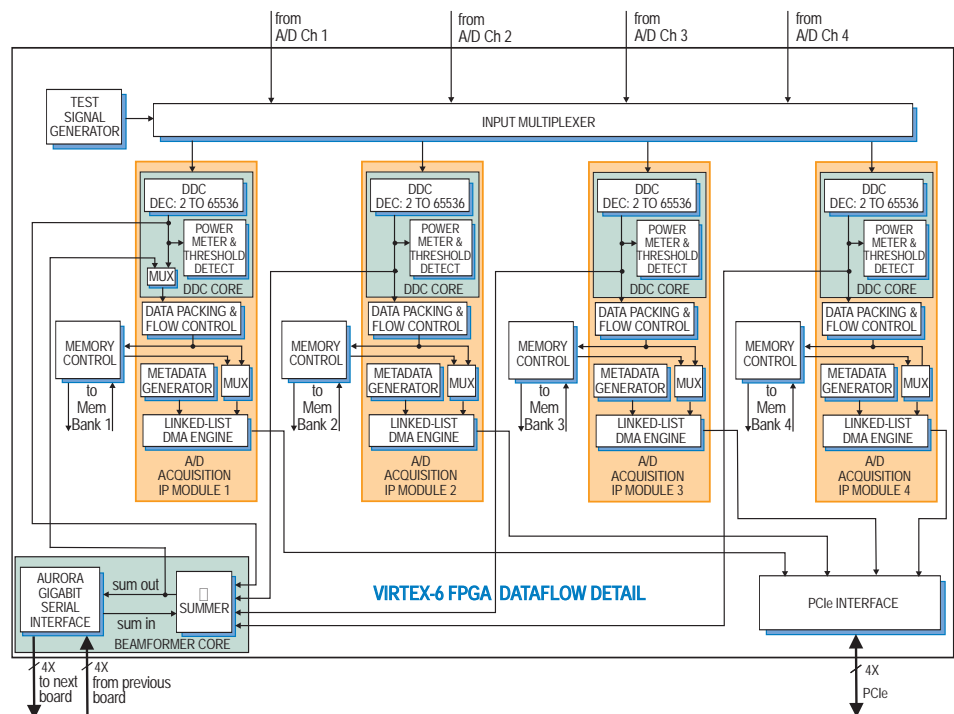 from
A/D Ch 1
from
A/D Ch 2
from
A/D Ch 3
from
A/D Ch 4
TEST
SIGNAL
GENERATOR
INPUT MULTIPLEXER
DDC
DEC: 2 TO 65536
POWER
METER &
THRESHOLD
DETECT
MUX
DDC CORE
DATA PACKING &
FLOW CONTROL
MEMORY
CONTROL
METADATA
GENERATOR
MUX
to
Mem
Bank 1
LINKED-LIST
DMA ENGINE
A/D
ACQUISITION
IP MODULE 1
DDC
DEC: 2 TO 65536
POWER
METER &
THRESHOLD
DETECT
DDC CORE
DATA PACKING &
FLOW CONTROL
MEMORY
CONTROL
METADATA
GENERATOR
MUX
to
Mem
Bank 2
LINKED-LIST
DMA ENGINE
A/D
ACQUISITION
IP MODULE 2
DDC
DEC: 2 TO 65536
POWER
METER &
THRESHOLD
DETECT
DDC CORE
DATA PACKING &
FLOW CONTROL
MEMORY
CONTROL
METADATA
GENERATOR
MUX
to
Mem
Bank 3
LINKED-LIST
DMA ENGINE
A/D
ACQUISITION
IP MODULE 3
DDC
DEC: 2 TO 65536
POWER
METER &
THRESHOLD
DETECT
DDC CORE
DATA PACKING &
FLOW CONTROL
MEMORY
CONTROL
METADATA
GENERATOR
MUX
to
Mem
Bank 4
LINKED-LIST
DMA ENGINE
A/D
ACQUISITION
IP MODULE 4
AURORA
GIGABIT
SERIAL
INTERFACE
sum out
sum in
SUMMER
BEAMFORMER CORE
VIRTEX-6 FPGA DATAFLOW DETAIL
PCIe INTERFACE
4X
to next
board
4X
from previous
board
4X
PCIe